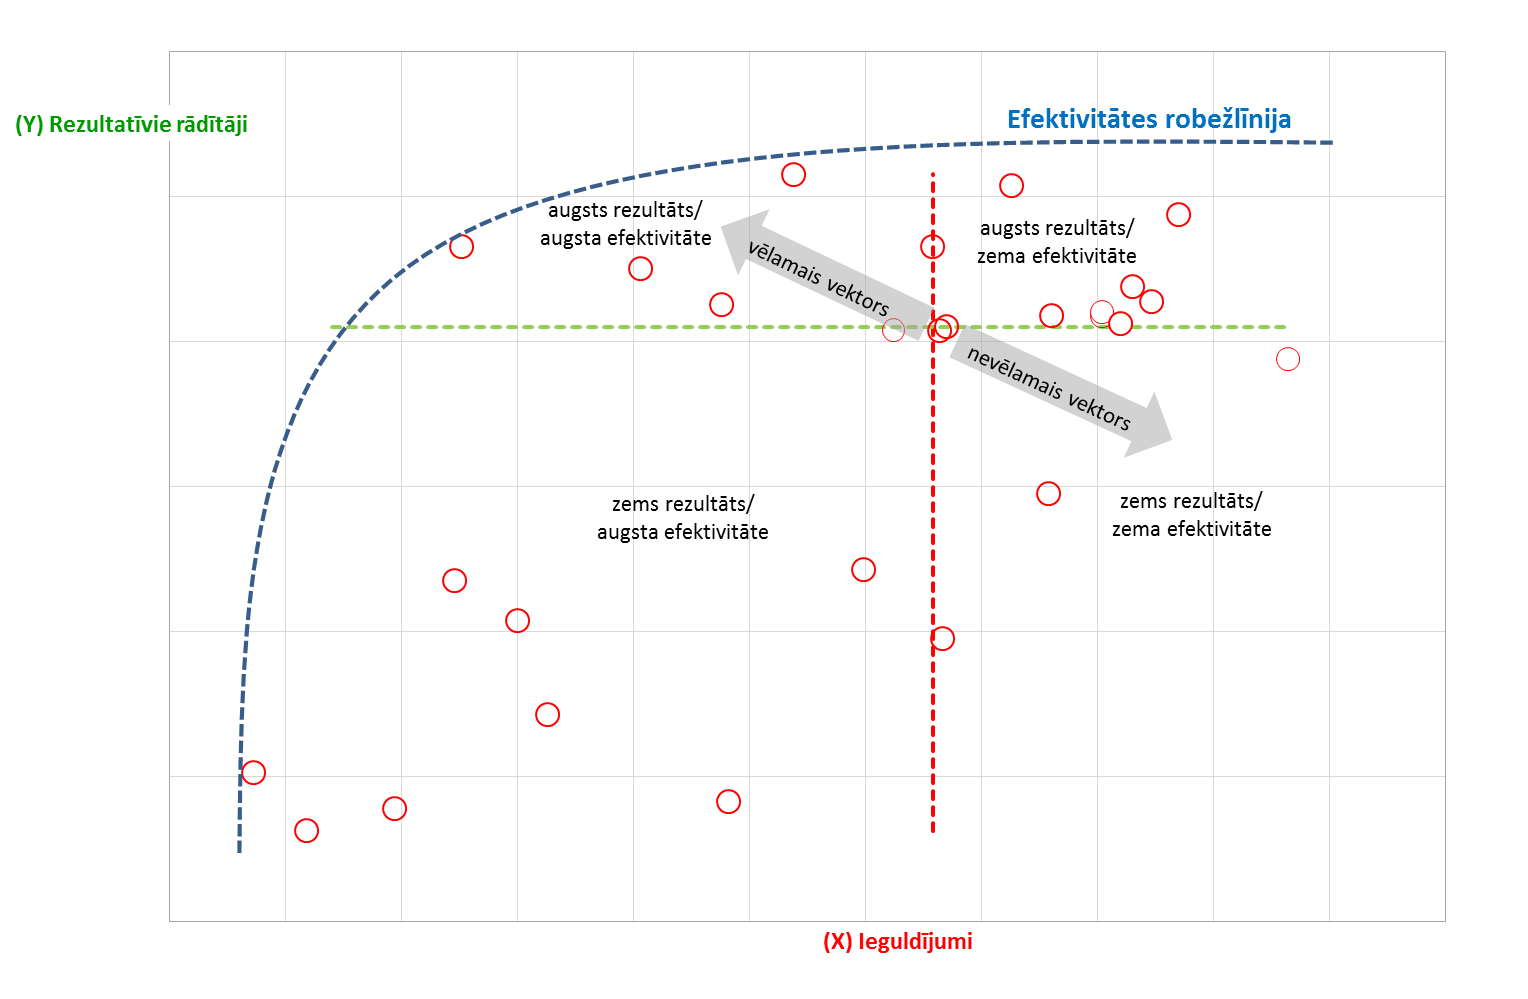 (Y) Rezultatīvie rādītāji
Efektivitātes robežlīnija
augsts rezultāts/
augsta efektivitāte
augsts rezultāts/
zema efektivitāte
vēlamais vektors
nevēlamais vektors
zems rezultāts/
augsta efektivitāte
zems rezultāts/
zema efektivitāte
(X) Ieguldījumi